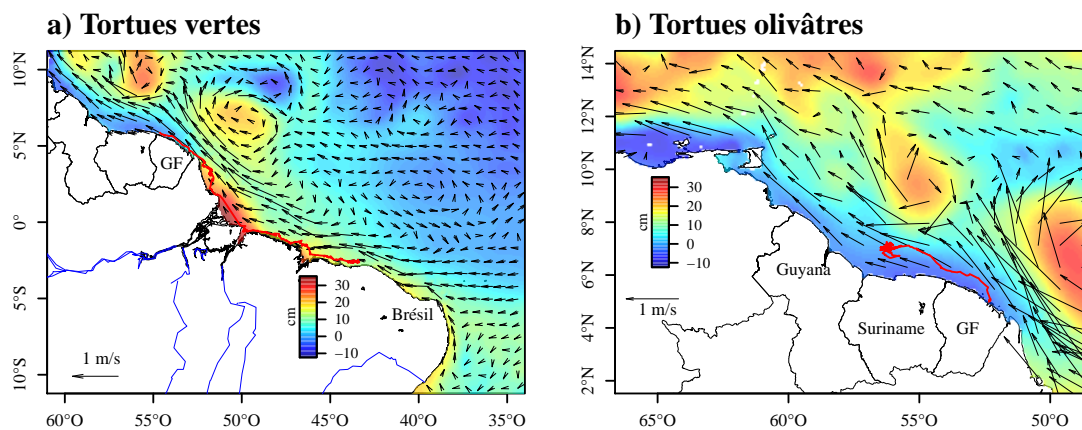 a) Tortues vertes
10°N
5°N
0°
5°S
10°S
GF
Brésil
cm
30
20
10
0
−10
1 m/s
60°O
55°O
50°O
45°O
40°O
35°O
b) Tortues olivâtres
14°N
12°N
10°N
8°N
6°N
4°N
2°N
cm
30
20
10
0
−10
1 m/s
Guyana
Suriname
GF
65°O
60°O
55°O
50°O